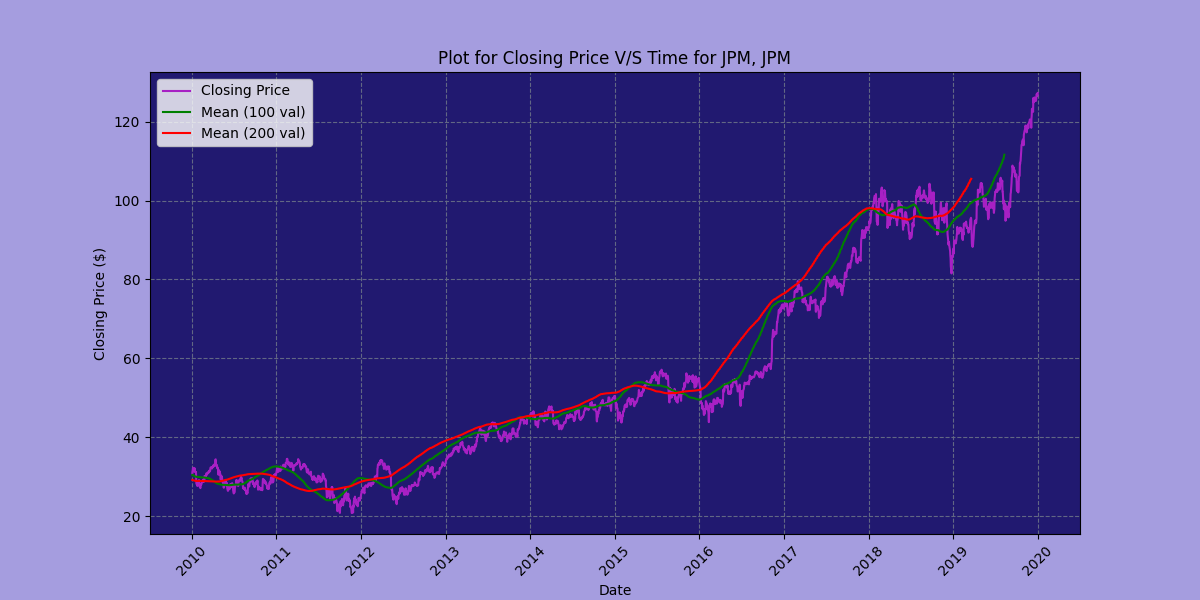 Plot for Closing Price V/S Time for JPM, JPM
Closing Price
Mean (100 val)
Mean (200 val)
Closing Price ($)
120
100
80
60
40
20
2010 2011 2012 2013 2014 2015 2016 2017 2018 2019 2020
Date